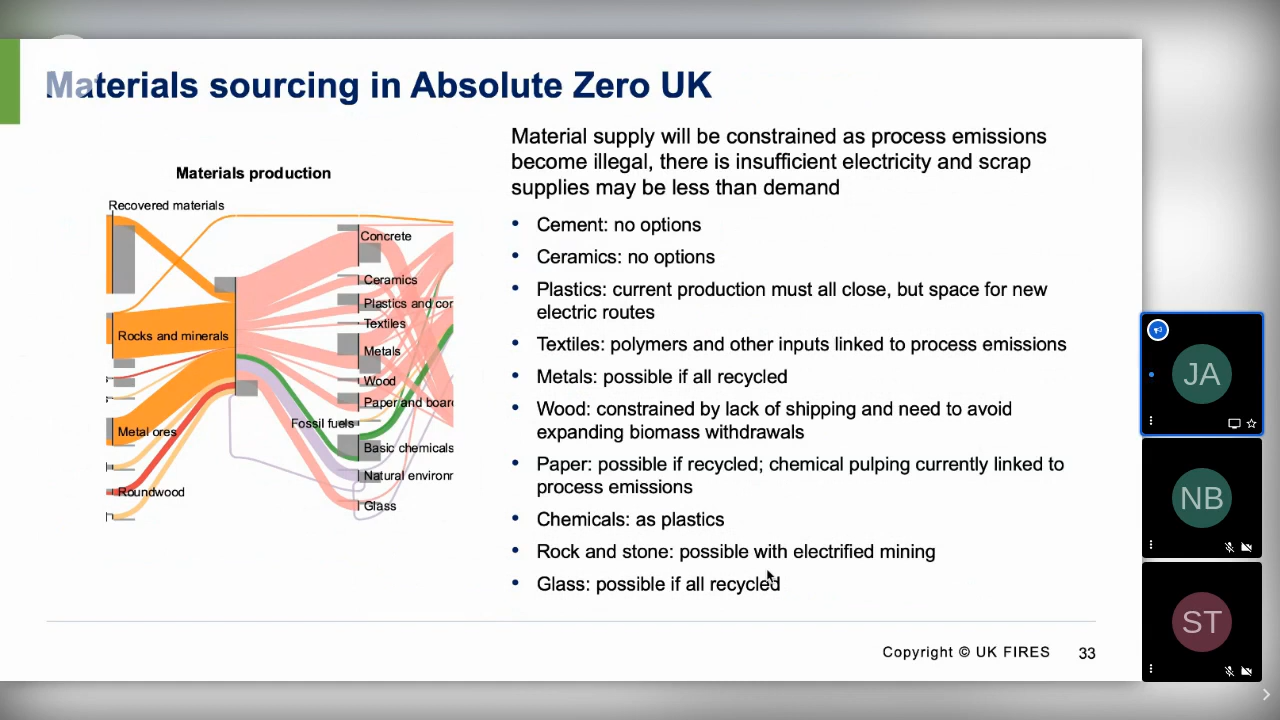 Materials sourcing in Absolute Zero UK
Materials production
Recovered materials
Rocks and minerals
Metal ores
Roundwood
Concrete
Ceramics
Plastics and cor
Textiles
Metals
Wood
Paper and board
Fossil fuels
Basic chemicals
Natural environr
Glass
Material supply will be constrained as process emissions
become illegal, there is insufficient electricity and scrap
supplies may be less than demand
• Cement: no options
• Ceramics: no options
• Plastics: current production must all close, but space for new
electric routes
• Textiles: polymers and other inputs linked to process emissions
• Metals: possible if all recycled
• Wood: constrained by lack of shipping and need to avoid
expanding biomass withdrawals
• Paper: possible if recycled; chemical pulping currently linked to
process emissions
• Chemicals: as plastics
• Rock and stone: possible with electrified mining
• Glass: possible if all recycled
Copyright © UK FIRES 33
JA
NB
ST